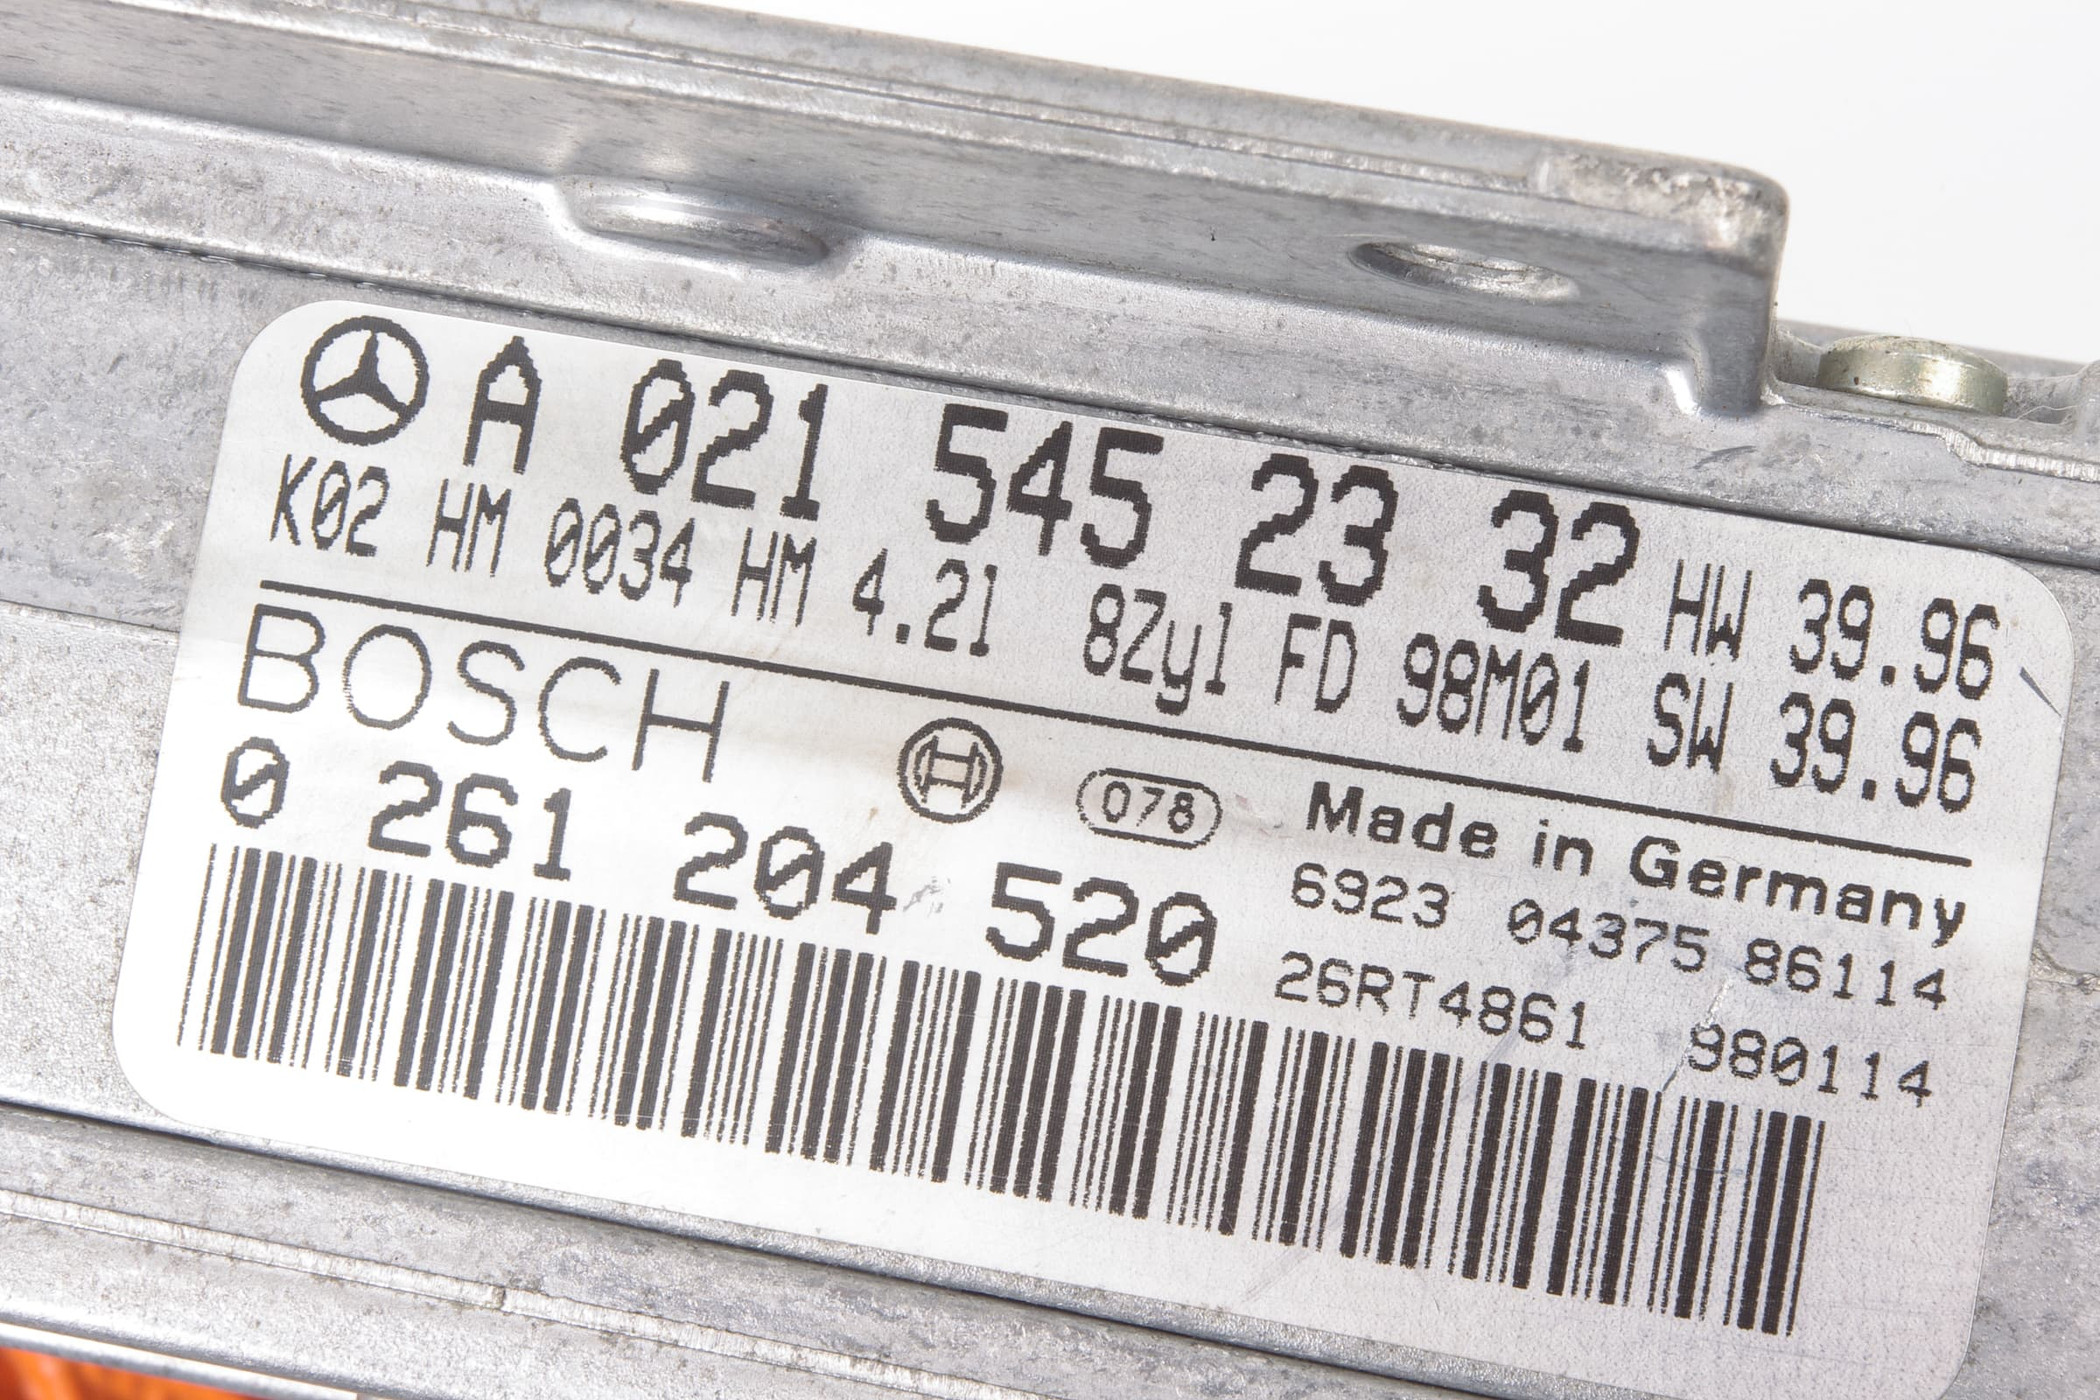 A 021 545 23 32 HW 39.96
K02 HM 0034 HM 4.2l 8Zyl FD 98M01 SW 39.96
BOSCH 078 Made in Germany
0 261 204 520 6923 04375 86114
26RT4861 980114